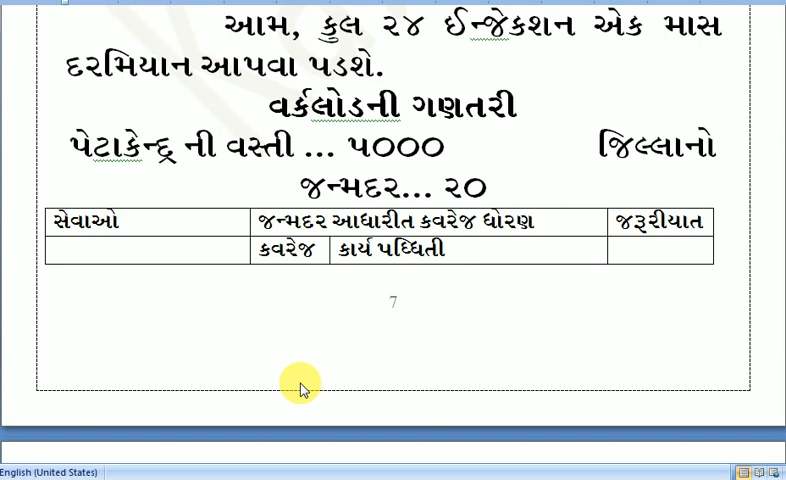 આમ, કુલ ૨૪ ઈન્જેકશન એક માસ
દરમિયાન આપવા પડશે.
વર્કલોડની ગણતરી
પેટાકેન્દ્ર ની વસ્તી ... ૫૦૦૦ જિલ્લાનો
જન્મદર... ૨૦
સેવાઓ જન્મદર આધારીત કવરેજ ધોરણ જરૂરીયાત
કવરેજ કાર્ય પધ્ધિતી
7
English (United States)